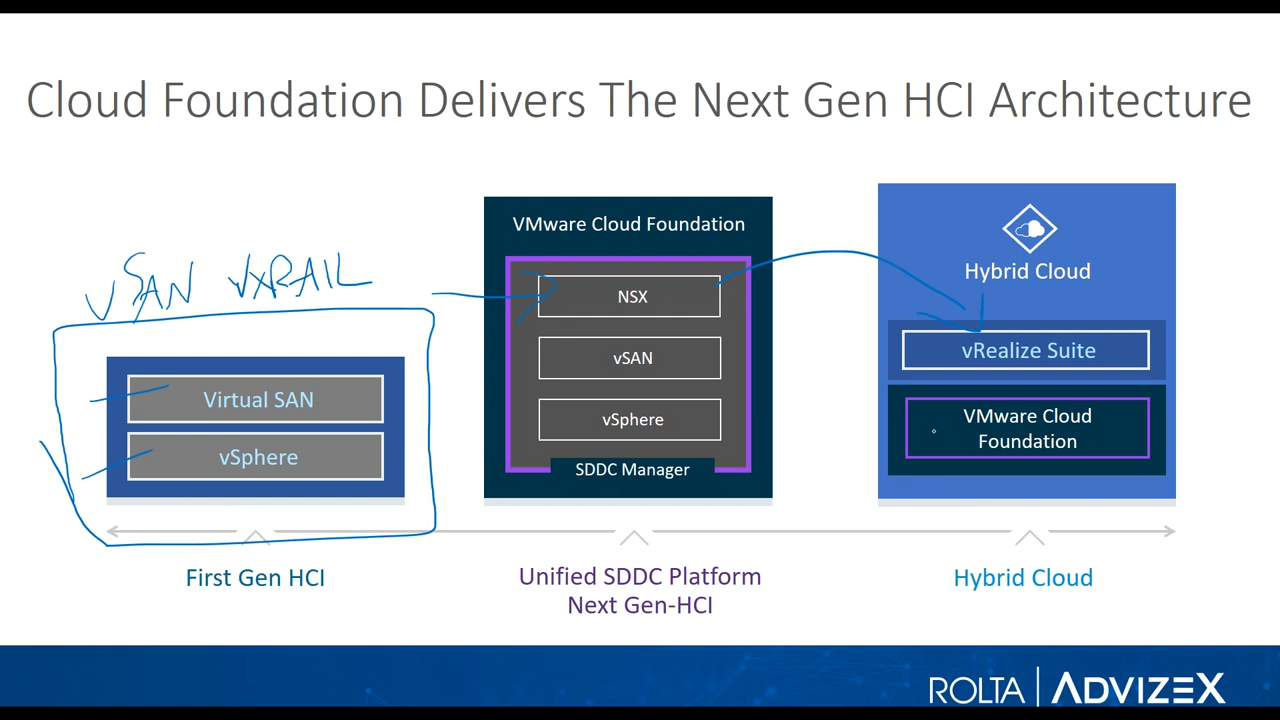 Cloud Foundation Delivers The Next Gen HCI Architecture
vSAN VXRAIL
Virtual SAN
vSphere
First Gen HCI
VMware Cloud Foundation
NSX
vSAN
vSphere
SDDC Manager
Unified SDDC Platform
Next Gen-HCI
Hybrid Cloud
vRealize Suite
VMware Cloud
Foundation
Hybrid Cloud
ROLTA ADVIZEX